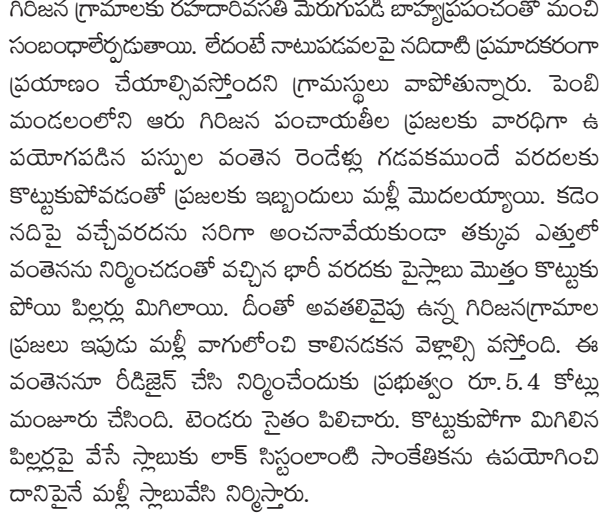 గిరిజన గ్రామాలకు రహదారివసతి మెరుగుపడి బాహ్యప్రపంచంతో మంచి
సంబంధాలేర్పడుతాయి. లేదంటే నాటుపడవలపై నదిదాటి ప్రమాదకరంగా
ప్రయాణం చేయాల్సివస్తోందని గ్రామస్థులు వాపోతున్నారు. పెంబి
మండలంలోని ఆరు గిరిజన పంచాయతీల ప్రజలకు వారధిగా ఉ
పయోగపడిన పస్పుల వంతెన రెండేళ్లు గడవకముందే వరదలకు
కొట్టుకుపోవడంతో ప్రజలకు ఇబ్బందులు మళ్లీ మొదలయ్యాయి. కడెం
నదిపై వచ్చేవరదను సరిగా అంచనావేయకుండా తక్కువ ఎత్తులో
వంతెనను నిర్మించడంతో వచ్చిన భారీ వరదకు పైస్లాబు మొత్తం కొట్టుకు
పోయి పిల్లర్లు మిగిలాయి. దీంతో అవతలివైపు ఉన్న గిరిజనగ్రామాల
ప్రజలు ఇపుడు మళ్లీ వాగులోంచి కాలినడకన వెళ్లాల్సి వస్తోంది. ఈ
వంతెననూ రీడిజైన్ చేసి నిర్మించేందుకు ప్రభుత్వం రూ.5.4 కోట్లు
మంజూరు చేసింది. టెండరు సైతం పిలిచారు. కొట్టుకుపోగా మిగిలిన
పిల్లర్లపై వేసే స్లాబుకు లాక్ సిస్టంలాంటి సాంకేతికను ఉపయోగించి
దానిపైనే మళ్లీ స్లాబువేసి నిర్మిస్తారు.